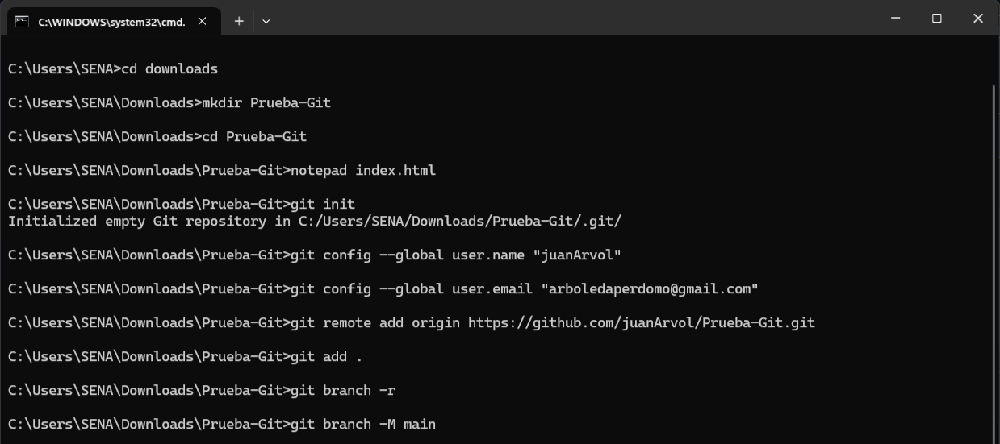 C:\WINDOWS\system32\cmd.
C:\Users\SENA>cd downloads
C:\Users\SENA\Downloads>mkdir Prueba-Git
C:\Users\SENA\Downloads>cd Prueba-Git
C:\Users\SENA\Downloads\Prueba-Git>notepad index.html
C:\Users\SENA\Downloads\Prueba-Git>git init
Initialized empty Git repository in C:/Users/SENA/Downloads/Prueba-Git/.git/
C:\Users\SENA\Downloads\Prueba-Git>git config --global user.name "juanArvol"
C:\Users\SENA\Downloads\Prueba-Git>git config --global user.email "arboledaperdomo@gmail.com"
C:\Users\SENA\Downloads\Prueba-Git>git remote add origin https://github.com/juanArvol/Prueba-Git.git
C:\Users\SENA\Downloads\Prueba-Git>git add .
C:\Users\SENA\Downloads\Prueba-Git>git branch -r
C:\Users\SENA\Downloads\Prueba-Git>git branch -M main